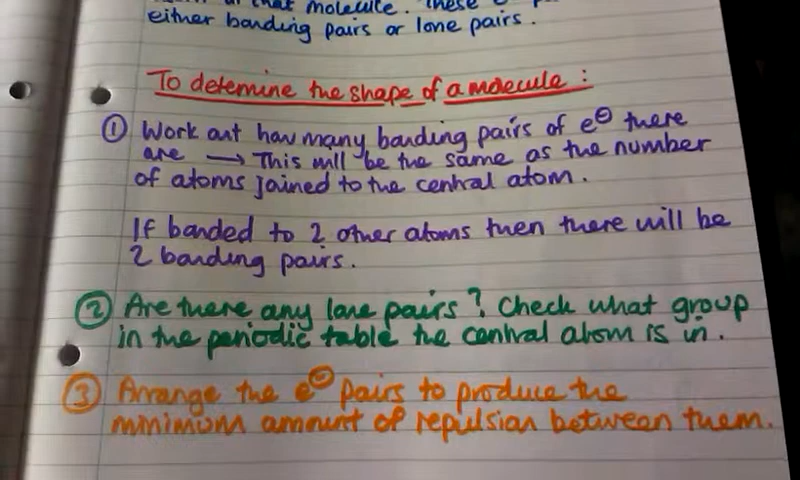 that molecule. These
either bonding pairs or lone pairs.
To determine the shape of a molecule:
① Work out how many bonding pairs of e⊖ there
are → This will be the same as the number
of atoms joined to the central atom.
If bonded to 2 other atoms then there will be
2 bonding pairs.
② Are there any lone pairs? Check what group
in the periodic table the central atom is in.
③ Arrange the e⊖ pairs to produce the
minimum amount of repulsion between them.